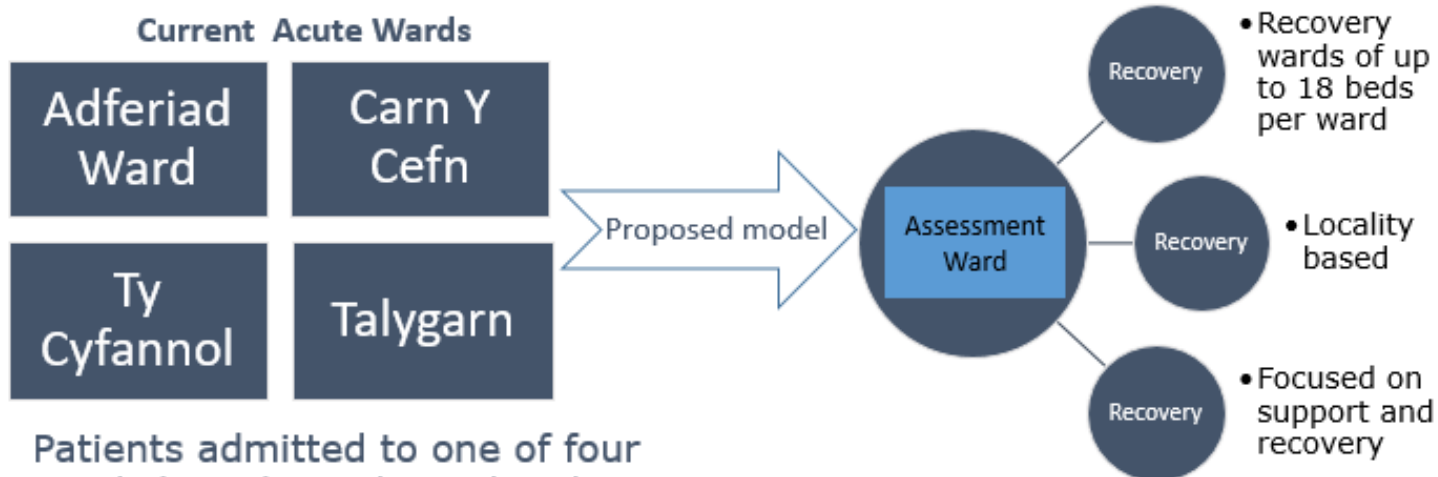 Current Acute Wards
Adferiad
Ward
Carn Y
Cefn
Ty
Cyfannol
Talygarn
Patients admitted to one of four
Proposed model
Assessment
Ward
Recovery
•Recovery
wards of up
to 18 beds
per ward
Recovery
•Locality
based
Recovery
•Focused on
support and
recovery